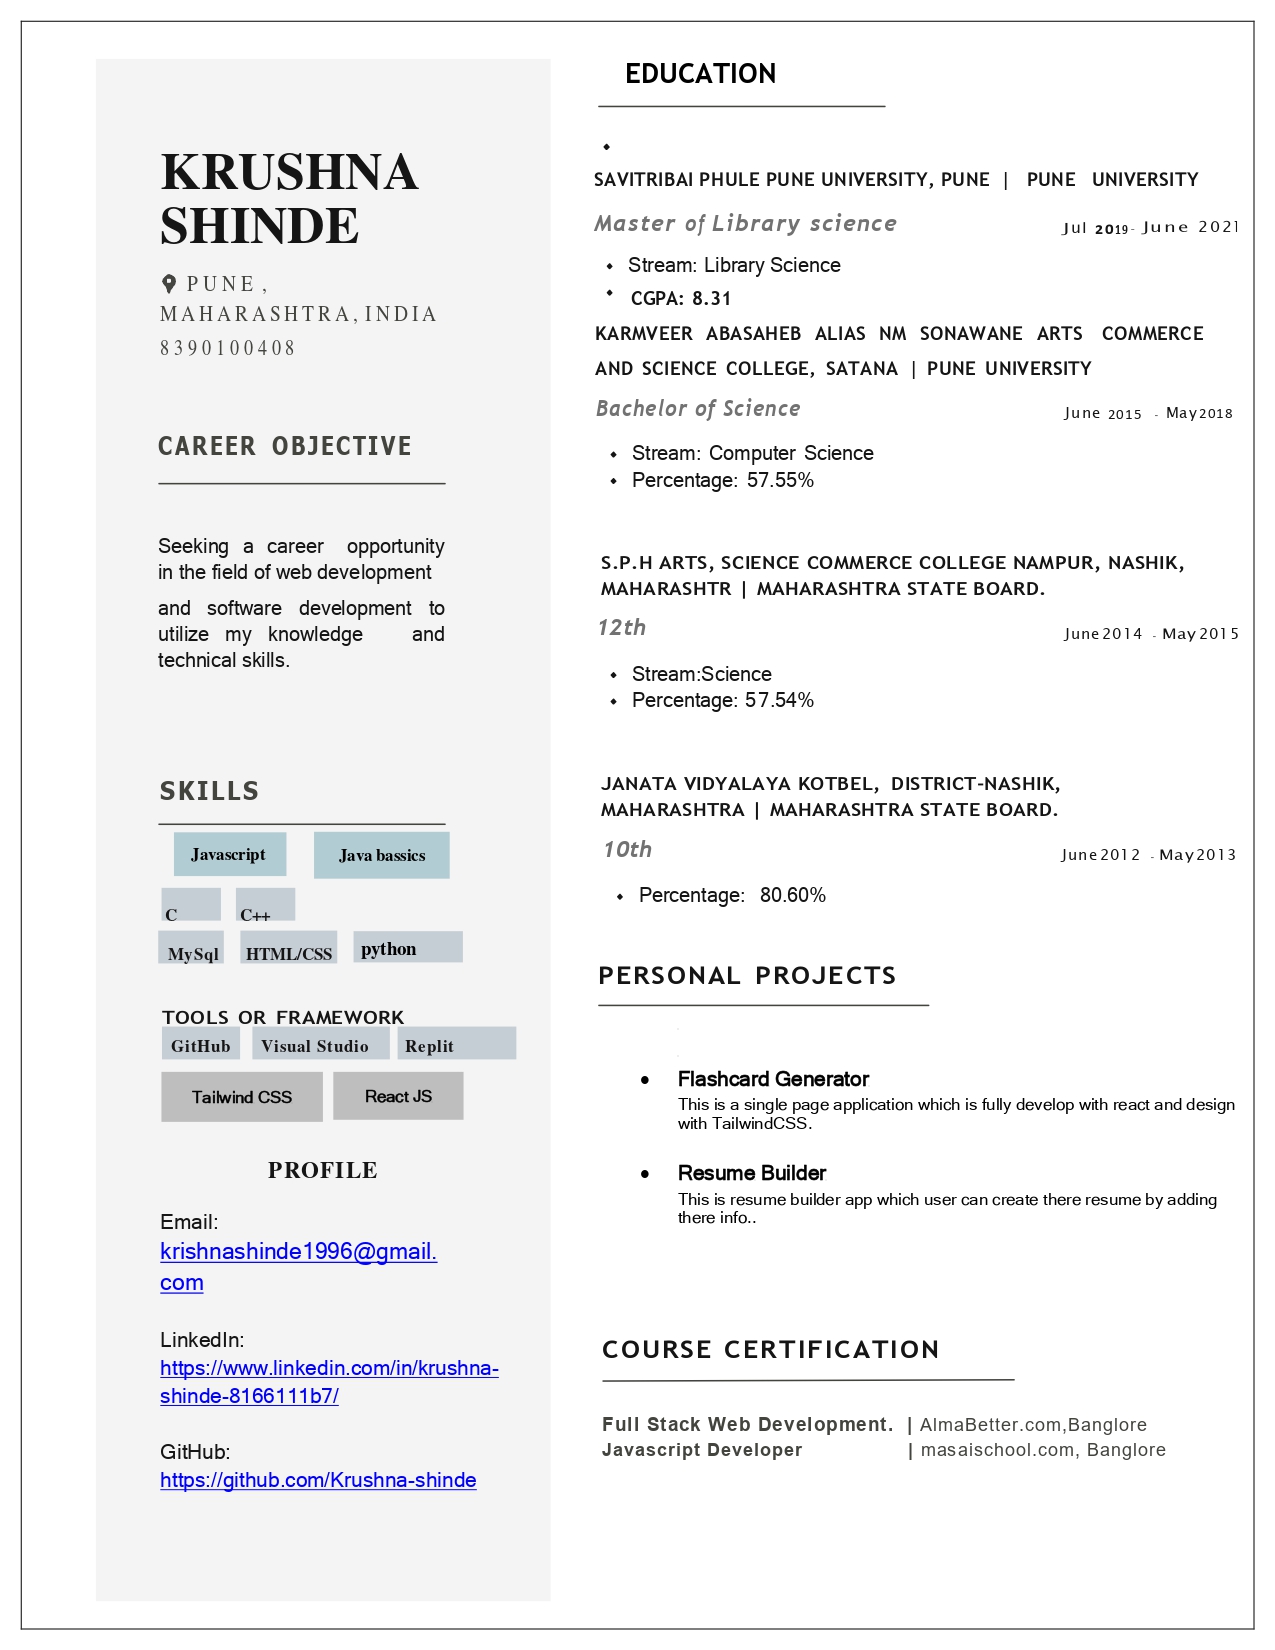 KRUSHNA
SHINDE
PUNE,
MAHARASHTRA, INDIA
8390100408
CAREER OBJECTIVE
Seeking a career opportunity
in the field of web development
and software development to
utilize my knowledge and
technical skills.
SKILLS
Javascript Java bassics
C C++
MySql HTML/CSS python
TOOLS OR FRAMEWORK
GitHub Visual Studio Replit
Tailwind CSS React JS
PROFILE
Email:
krishnashinde1996@gmail.
com
LinkedIn:
https://www.linkedin.com/in/krushna-
shinde-8166111b7/
GitHub:
https://github.com/Krushna-shinde
EDUCATION
SAVITRIBAI PHULE PUNE UNIVERSITY, PUNE | PUNE UNIVERSITY
Master of Library science Jul 2019- June 2021
• Stream: Library Science
• CGPA: 8.31
KARMVEER ABASAHEB ALIAS NM SONAWANE ARTS COMMERCE
AND SCIENCE COLLEGE, SATANA | PUNE UNIVERSITY
Bachelor of Science June 2015 - May2018
• Stream: Computer Science
• Percentage: 57.55%
S.P.H ARTS, SCIENCE COMMERCE COLLEGE NAMPUR, NASHIK,
MAHARASHTR | MAHARASHTRA STATE BOARD.
12th June2014 - May2015
• Stream:Science
• Percentage: 57.54%
JANATA VIDYALAYA KOTBEL, DISTRICT-NASHIK,
MAHARASHTRA | MAHARASHTRA STATE BOARD.
10th June2012 - May2013
• Percentage: 80.60%
PERSONAL PROJECTS
• Flashcard Generator
This is a single page application which is fully develop with react and design
with TailwindCSS.
• Resume Builder
This is resume builder app which user can create there resume by adding
there info..
COURSE CERTIFICATION
Full Stack Web Development. | AlmaBetter.com,Banglore
Javascript Developer | masaischool.com, Banglore